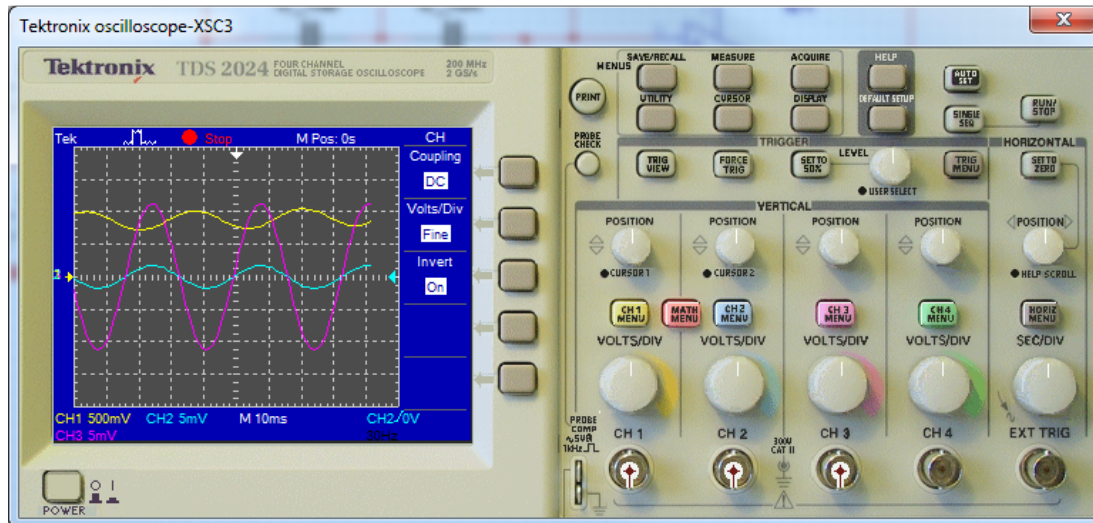 Tektronix oscilloscope-XSC3
Tektronix TDS 2024 FOUR CHANNEL DIGITAL STORAGE OSCILLOSCOPE 200 MHz 2 GS/s
Tek Stop M Pos: 0s CH
Coupling
DC
Volts/Div
Fine
Invert
On
CH1 500mV CH2 5mV M 10ms CH2/0V
CH3 5mV 30Hz
POWER
MENUS
SAVE/RECALL MEASURE ACQUIRE HELP
PRINT
UTILITY CURSOR DISPLAY DEFAULT SETUP
AUTO SET
SINGLE SEQ
RUN/ STOP
PROBE CHECK
TRIGGER
HORIZONTAL
TRIG VIEW
FORCE TRIG
SET TO 50%
LEVEL
TRIG MENU
SET TO ZERO
USER SELECT
VERTICAL
POSITION POSITION POSITION POSITION POSITION
CURSOR 1 CURSOR 2 HELP SCROLL
CH 1 MENU
MATH MENU
CH 2 MENU
CH 3 MENU
CH4 MENU
HORIZ MENU
VOLTS/DIV VOLTS/DIV VOLTS/DIV VOLTS/DIV SEC/DIV
PROBE COMP
~5V@
1kHz
CH 1 CH 2 300V CAT II CH 3 CH 4 EXT TRIG